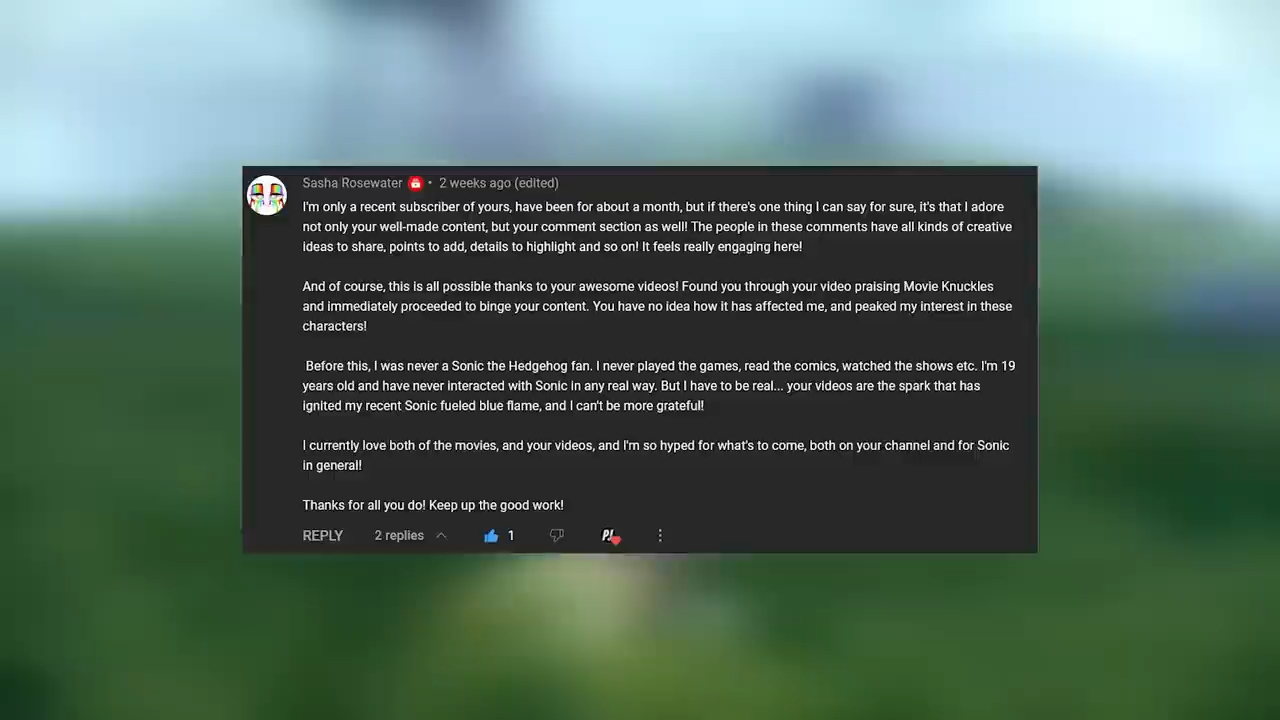 Sasha Rosewater • 2 weeks ago (edited)
I'm only a recent subscriber of yours, have been for about a month, but if there's one thing I can say for sure, it's that I adore
not only your well-made content, but your comment section as well! The people in these comments have all kinds of creative
ideas to share, points to add, details to highlight and so on! It feels really engaging here!
And of course, this is all possible thanks to your awesome videos! Found you through your video praising Movie Knuckles
and immediately proceeded to binge your content. You have no idea how it has affected me, and peaked my interest in these
characters!
Before this, I was never a Sonic the Hedgehog fan. I never played the games, read the comics, watched the shows etc. I'm 19
years old and have never interacted with Sonic in any real way. But I have to be real... your videos are the spark that has
ignited my recent Sonic fueled blue flame, and I can't be more grateful!
I currently love both of the movies, and your videos, and I'm so hyped for what's to come, both on your channel and for Sonic
in general!
Thanks for all you do! Keep up the good work!
REPLY 2 replies 1